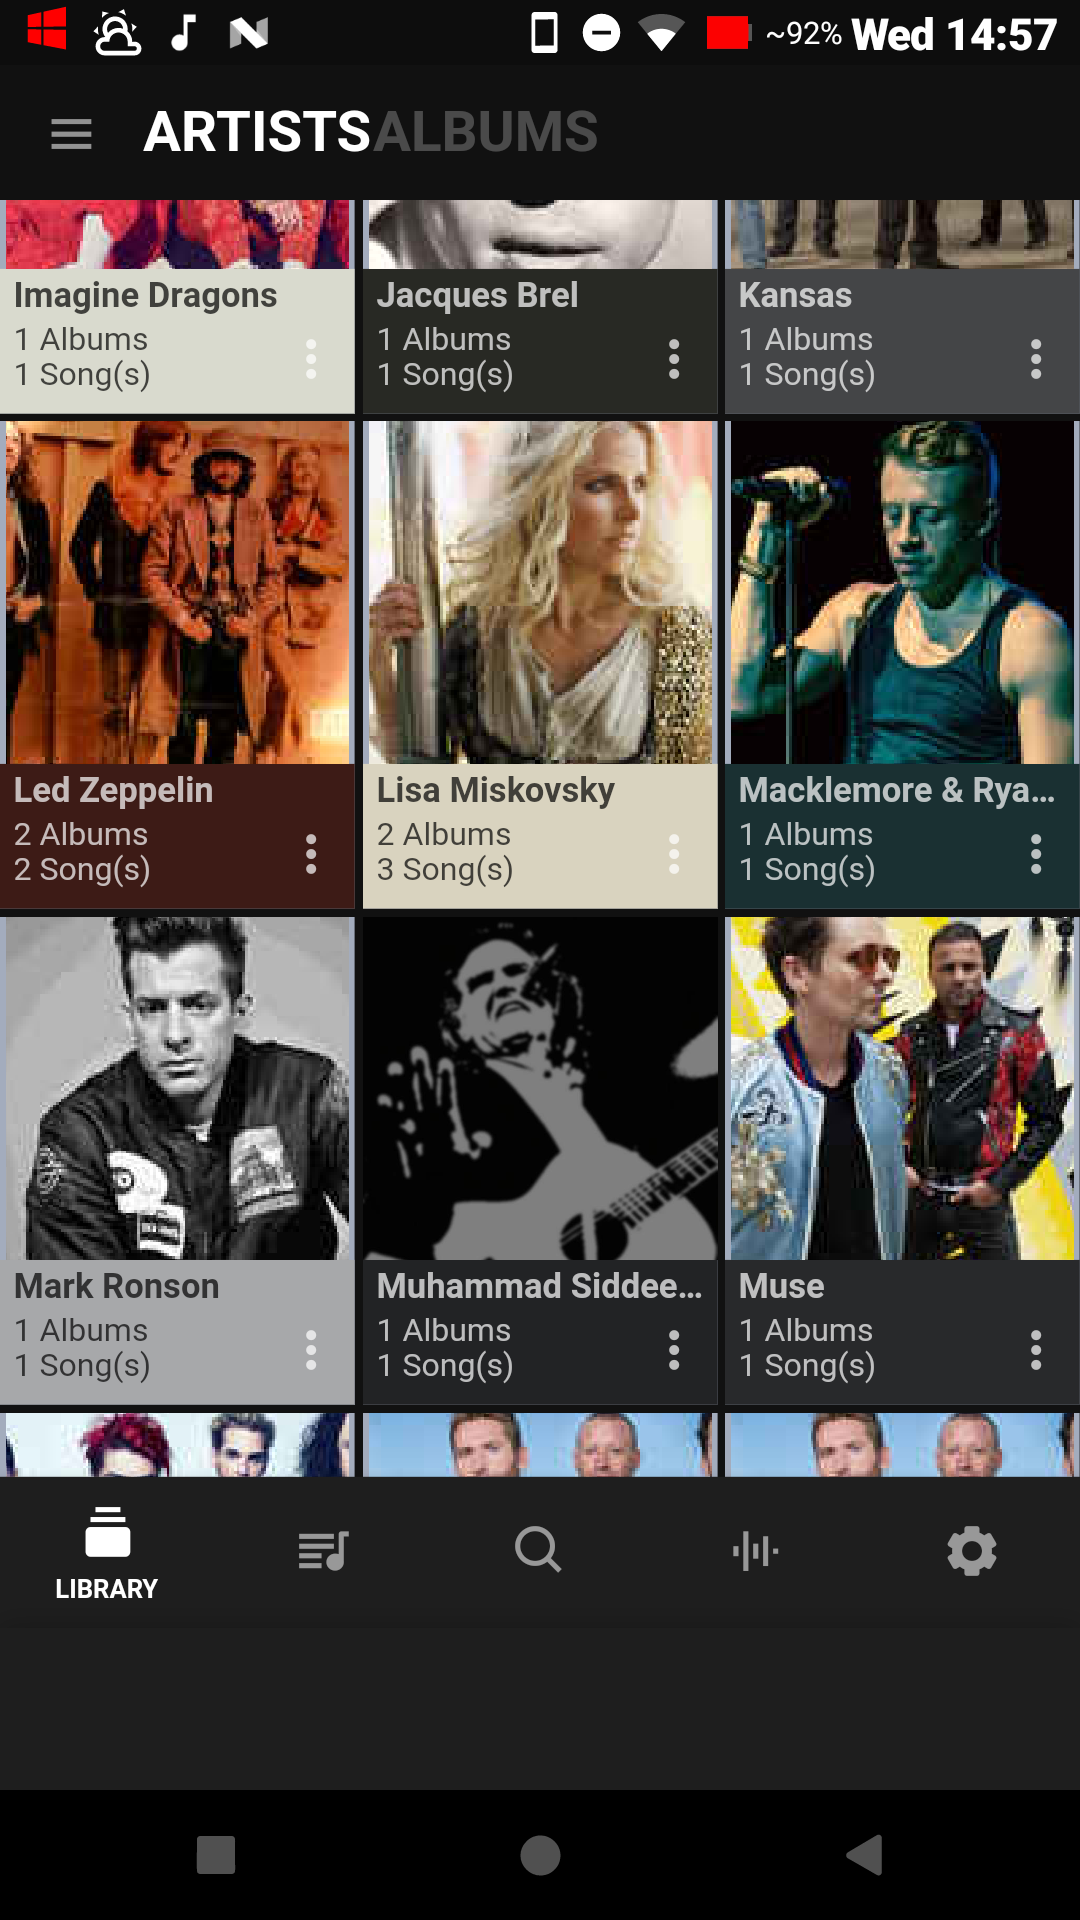 ~92% Wed 14:57
ARTISTS ALBUMS
Imagine Dragons
1 Albums
1 Song(s)
Jacques Brel
1 Albums
1 Song(s)
Kansas
1 Albums
1 Song(s)
Led Zeppelin
2 Albums
2 Song(s)
Lisa Miskovsky
2 Albums
3 Song(s)
Macklemore & Rya...
1 Albums
1 Song(s)
Mark Ronson
1 Albums
1 Song(s)
Muhammad Siddee...
1 Albums
1 Song(s)
Muse
1 Albums
1 Song(s)
LIBRARY